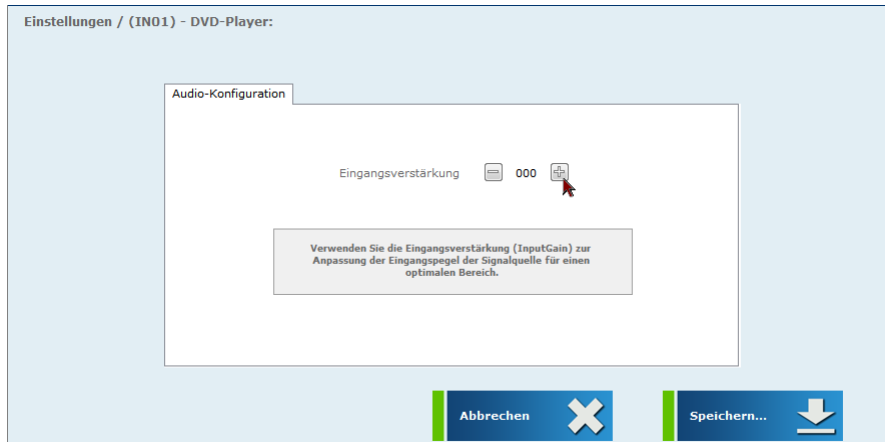 Einstellungen / (IN01) - DVD-Player:
Audio-Konfiguration
Eingangsverstärkung 000
Verwenden Sie die Eingangsverstärkung (InputGain) zur
Anpassung der Eingangspegel der Signalquelle für einen
optimalen Bereich.
Abbrechen
Speichern...